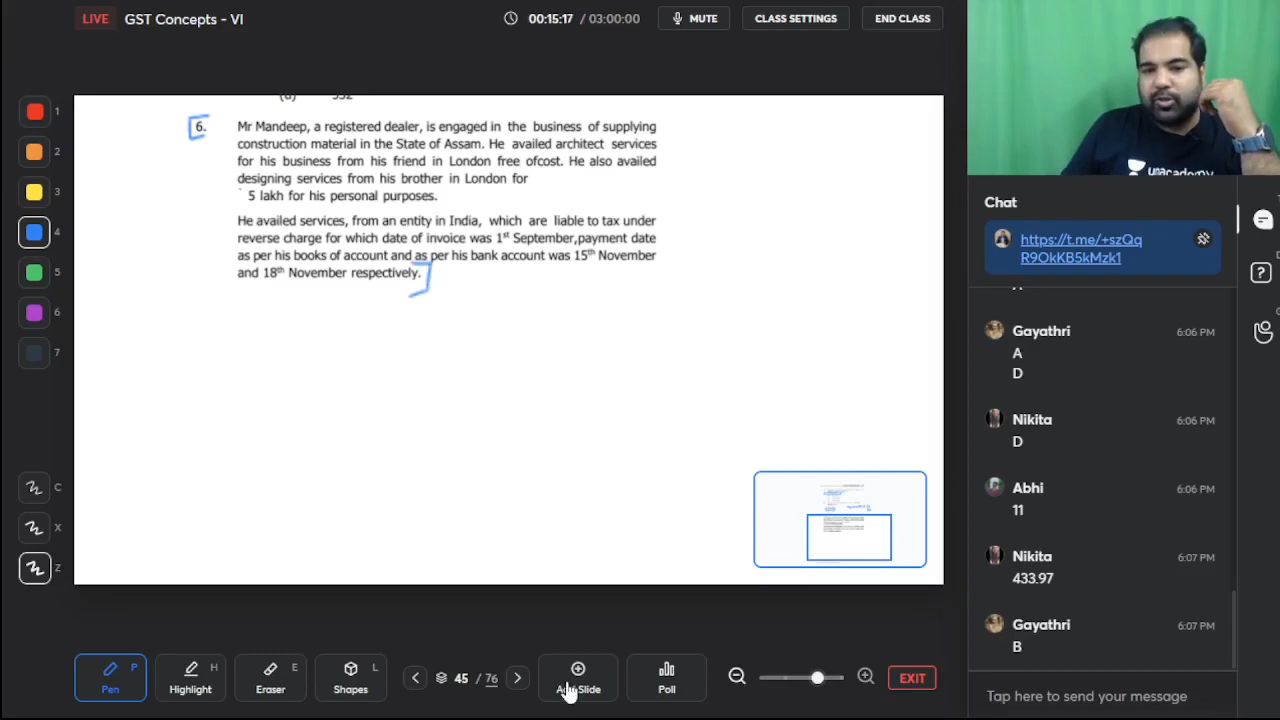 LIVE GST Concepts - VI
00:15:17 / 03:00:00
MUTE
CLASS SETTINGS
END CLASS
unacademy
1
2
3
4
5
6
7
C
X
Z
(d) 552
6. Mr Mandeep, a registered dealer, is engaged in the business of supplying
construction material in the State of Assam. He availed architect services
for his business from his friend in London free ofcost. He also availed
designing services from his brother in London for
` 5 lakh for his personal purposes.
He availed services, from an entity in India, which are liable to tax under
reverse charge for which date of invoice was 1st September,payment date
as per his books of account and as per his bank account was 15th November
and 18th November respectively.
Chat
https://t.me/+szQq
R9OkKB5kMzk1
Gayathri 6:06 PM
A
D
Nikita 6:06 PM
D
Abhi 6:06 PM
11
Nikita 6:07 PM
433.97
Gayathri 6:07 PM
B
Tap here to send your message
P
Pen
H
Highlight
E
Eraser
L
Shapes
45 / 76
Add Slide
Poll
EXIT